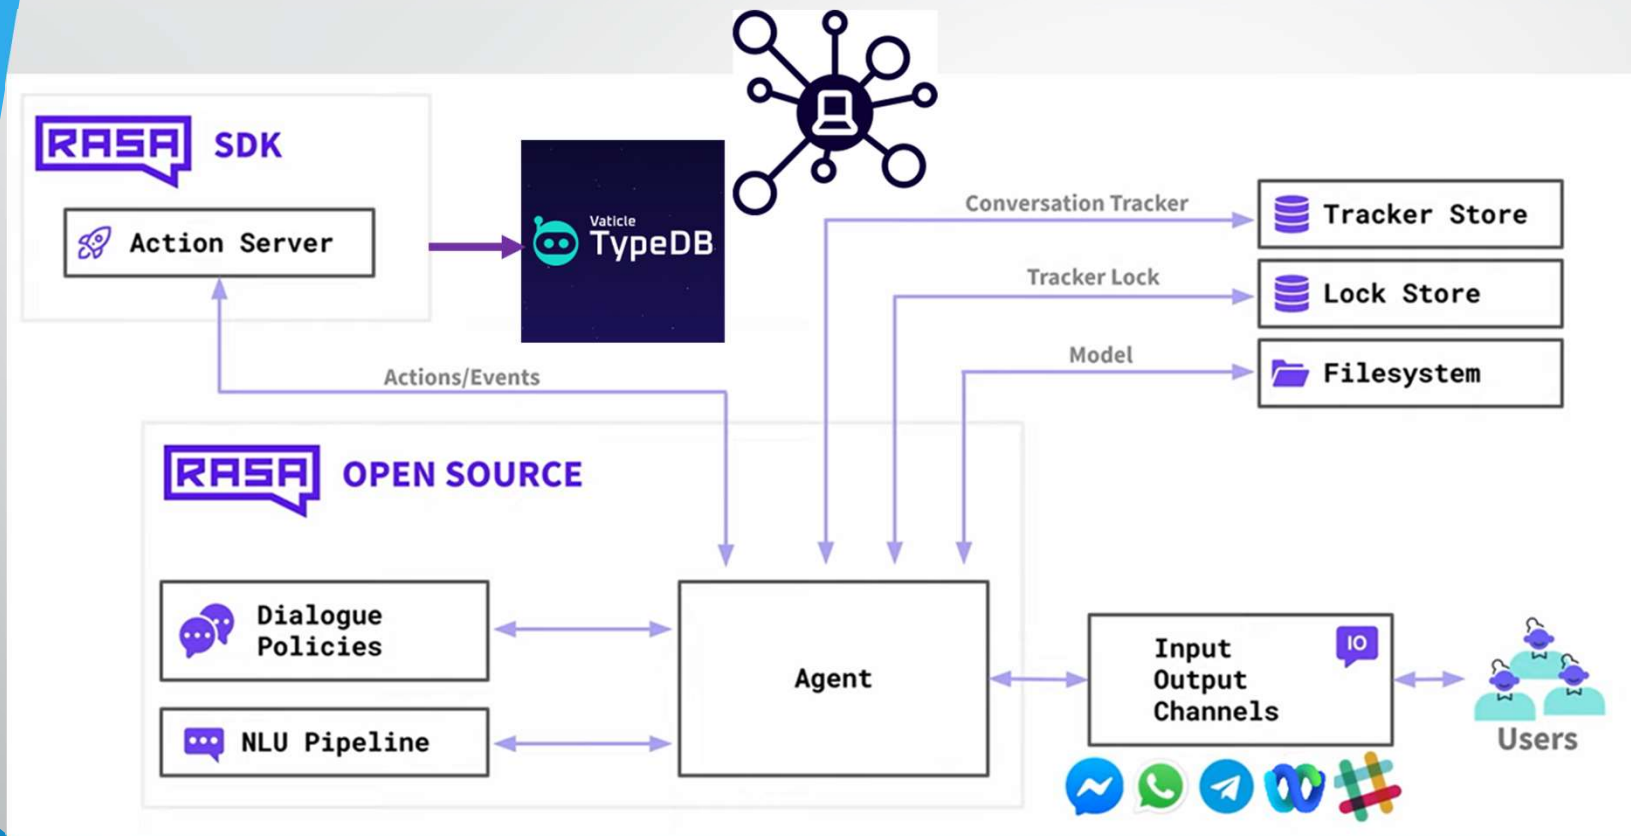 RASA SDK
Action Server
Vaticle
TypeDB
Conversation Tracker
Tracker Store
Tracker Lock
Lock Store
Model
Filesystem
Actions/Events
RASA OPEN SOURCE
Dialogue
Policies
NLU Pipeline
Agent
Input
Output
Channels
IO
Users